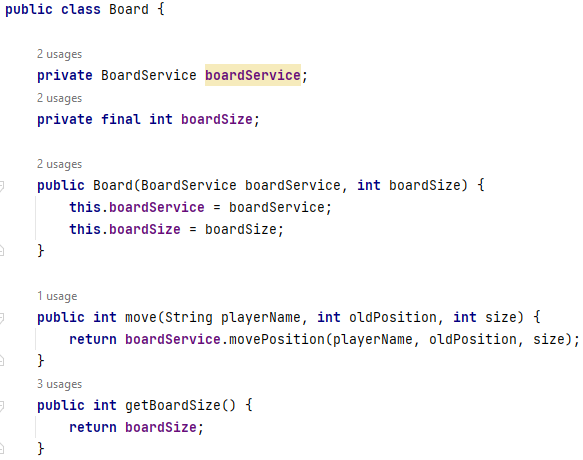 public class Board {
2 usages
private BoardService boardService;
2 usages
private final int boardSize;
2 usages
public Board(BoardService boardService, int boardSize) {
this.boardService = boardService;
this.boardSize = boardSize;
}
1 usage
public int move(String playerName, int oldPosition, int size) {
return boardService.movePosition(playerName, oldPosition, size);
}
3 usages
public int getBoardSize() {
return boardSize;
}